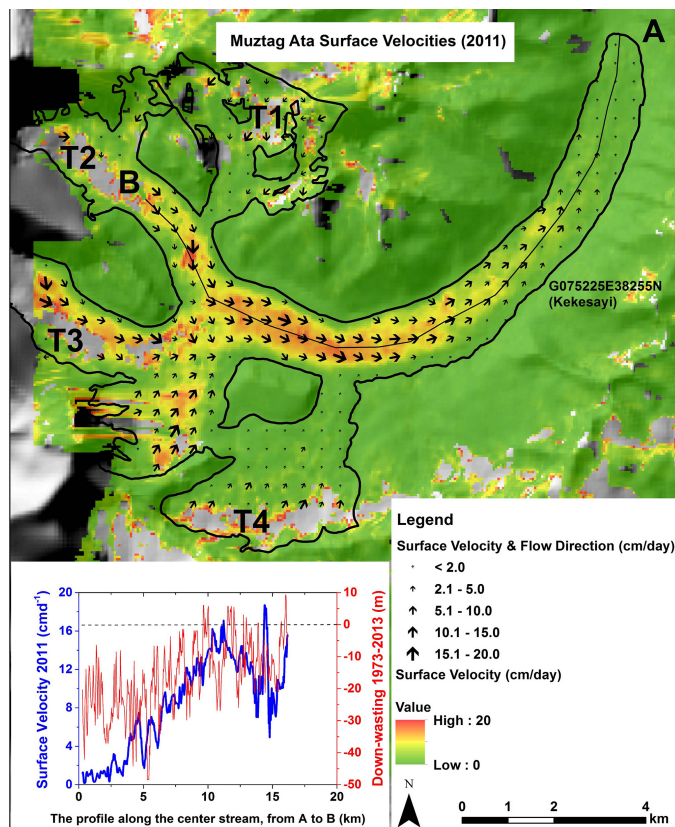 Muztag Ata Surface Velocities (2011)
A
T1
T2
B
G075225E38255N
(Kekesayi)
T3
T4
Legend
Surface Velocity & Flow Direction (cm/day)
< 2.0
2.1 - 5.0
5.1 - 10.0
10.1 - 15.0
15.1 - 20.0
Surface Velocity (cm/day)
Value
High : 20
Low : 0
N
0 1 2 4
km
Surface Velocity 2011 (cmd⁻¹)
20
16
12
8
4
0
10
0
-10
-20
-30
-40
-50
Down-wasting 1973-2013 (m)
0 5 10 15 20
The profile along the center stream, from A to B (km)